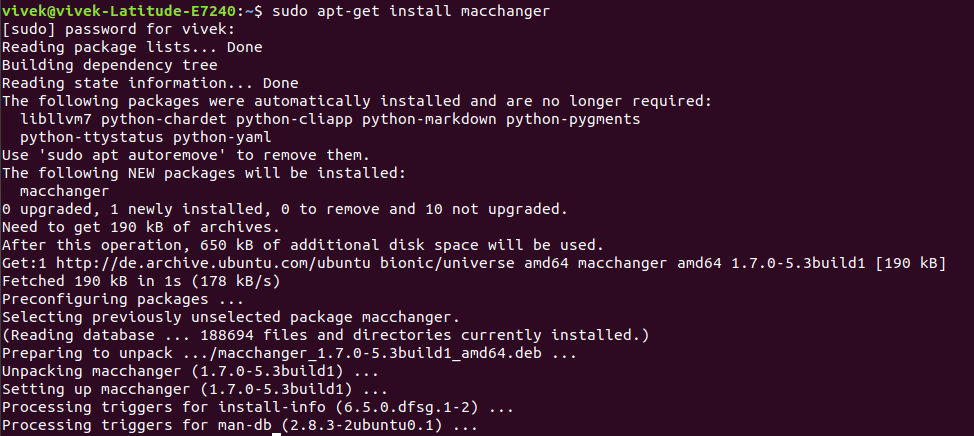 vivek@vivek-Latitude-E7240:~$ sudo apt-get install macchanger
[sudo] password for vivek:
Reading package lists... Done
Building dependency tree
Reading state information... Done
The following packages were automatically installed and are no longer required:
  libllvm7 python-chardet python-cliapp python-markdown python-pygments
  python-ttystatus python-yaml
Use 'sudo apt autoremove' to remove them.
The following NEW packages will be installed:
  macchanger
0 upgraded, 1 newly installed, 0 to remove and 10 not upgraded.
Need to get 190 kB of archives.
After this operation, 650 kB of additional disk space will be used.
Get:1 http://de.archive.ubuntu.com/ubuntu bionic/universe amd64 macchanger amd64 1.7.0-5.3build1 [190 kB]
Fetched 190 kB in 1s (178 kB/s)
Preconfiguring packages ...
Selecting previously unselected package macchanger.
(Reading database ... 188694 files and directories currently installed.)
Preparing to unpack .../macchanger_1.7.0-5.3build1_amd64.deb ...
Unpacking macchanger (1.7.0-5.3build1) ...
Setting up macchanger (1.7.0-5.3build1) ...
Processing triggers for install-info (6.5.0.dfsg.1-2) ...
Processing triggers for man-db (2.8.3-2ubuntu0.1) ...